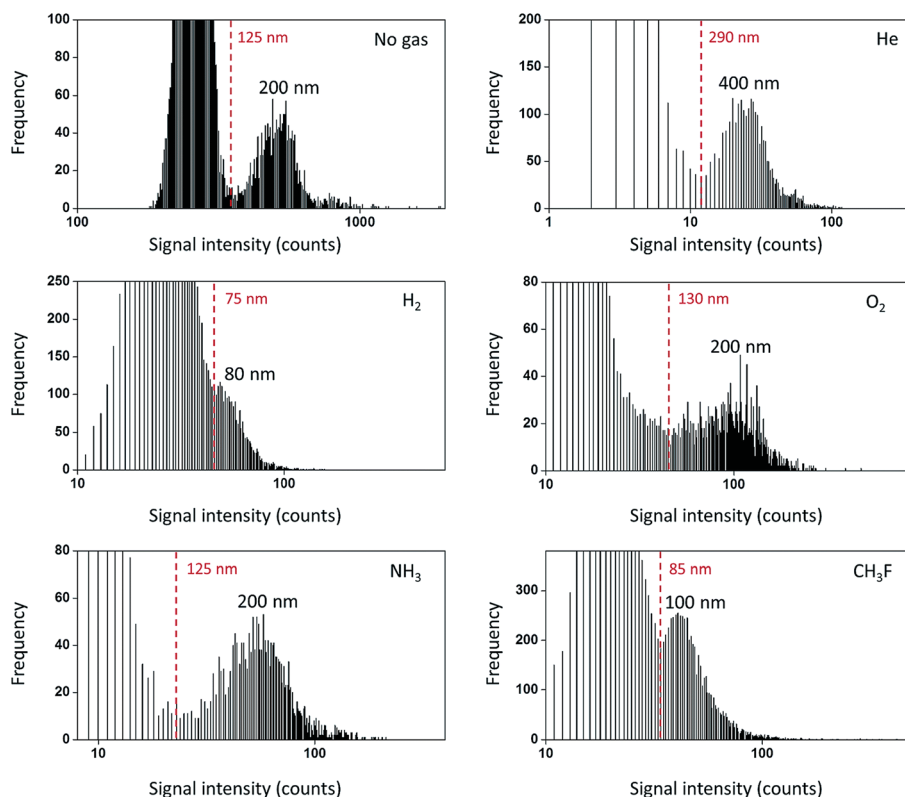 No gas
125 nm
200 nm
Frequency
100
80
60
40
20
0
100
1000
Signal intensity (counts)
He
290 nm
400 nm
Frequency
200
150
100
50
0
1
10
100
Signal intensity (counts)
H₂
75 nm
80 nm
Frequency
250
200
150
100
50
0
10
100
Signal intensity (counts)
O₂
130 nm
200 nm
Frequency
80
60
40
20
0
10
100
Signal intensity (counts)
NH₃
125 nm
200 nm
Frequency
80
60
40
20
0
10
100
Signal intensity (counts)
CH₃F
85 nm
100 nm
Frequency
300
200
100
0
10
100
Signal intensity (counts)